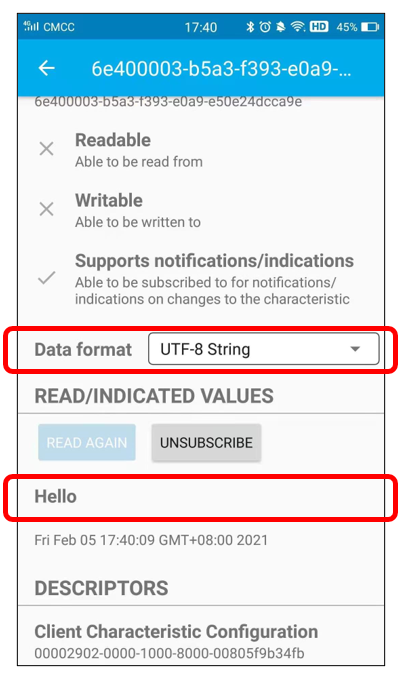 4G CMCC 17:40 HD 45%
6e400003-b5a3-f393-e0a9-...
6e400003-b5a3-f393-e0a9-e50e24dcca9e
Readable
Able to be read from
Writable
Able to be written to
Supports notifications/indications
Able to be subscribed to for notifications/
indications on changes to the characteristic
Data format UTF-8 String
READ/INDICATED VALUES
READ AGAIN UNSUBSCRIBE
Hello
Fri Feb 05 17:40:09 GMT+08:00 2021
DESCRIPTORS
Client Characteristic Configuration
00002902-0000-1000-8000-00805f9b34fb